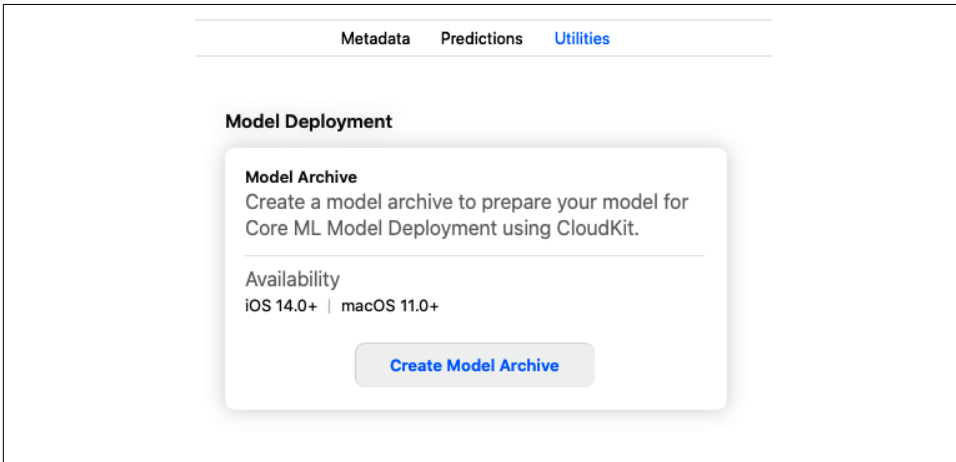 Metadata Predictions Utilities
Model Deployment
Model Archive
Create a model archive to prepare your model for
Core ML Model Deployment using CloudKit.
Availability
iOS 14.0+ | macOS 11.0+
Create Model Archive